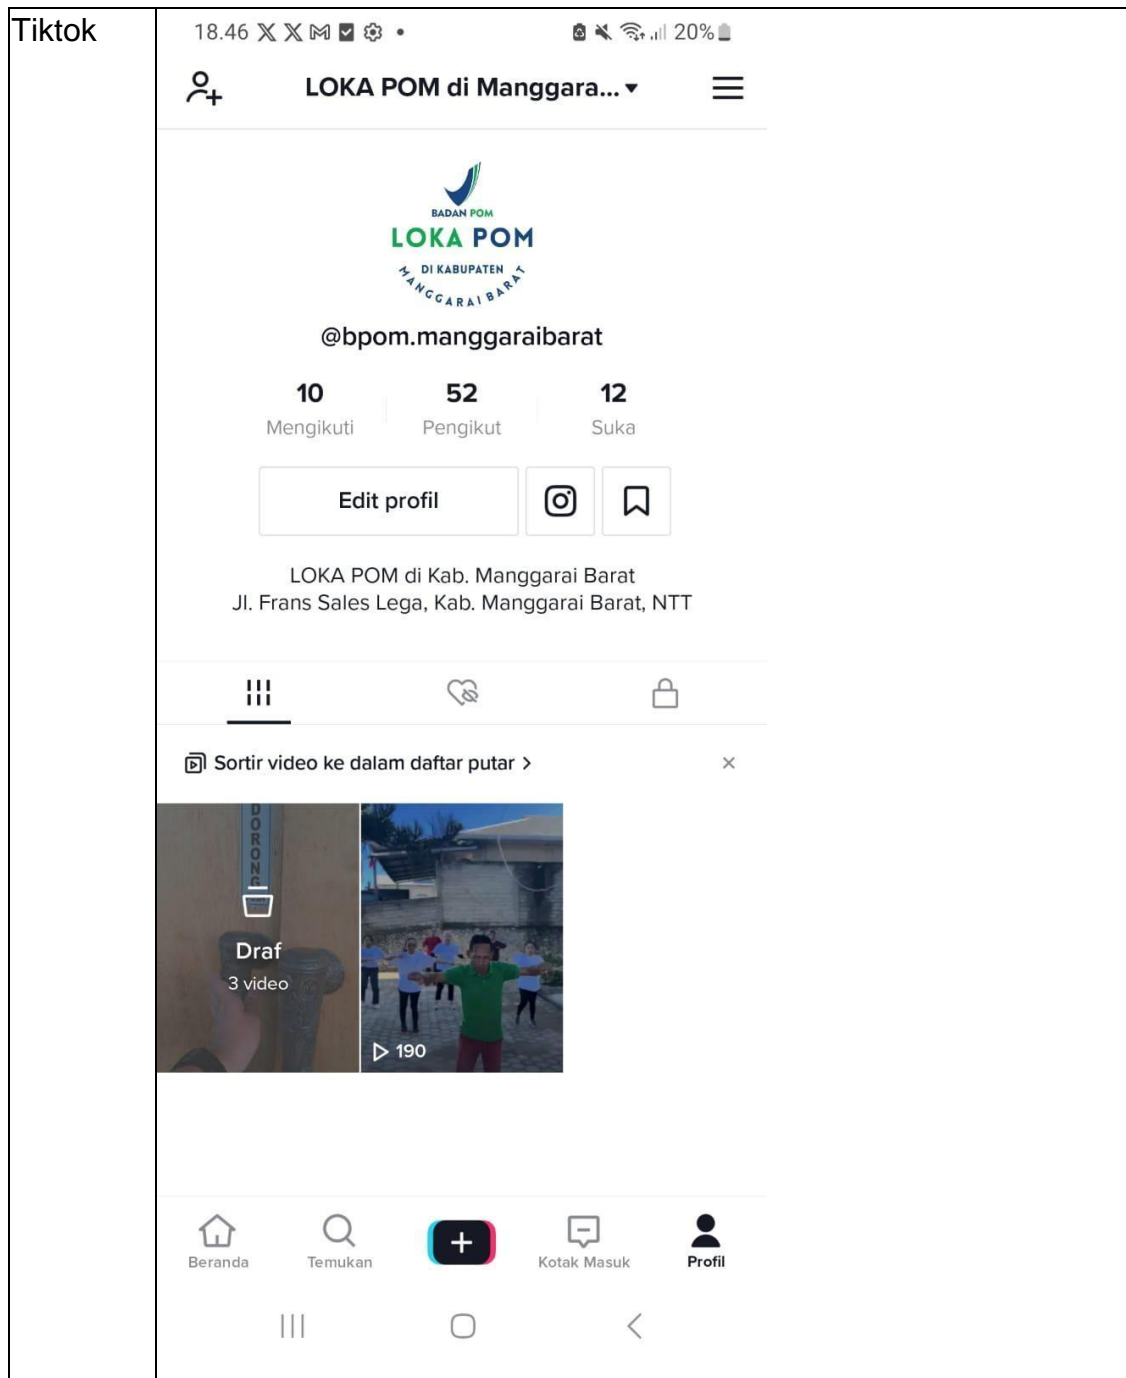 Tiktok
18.46
20%
LOKA POM di Manggara...
BADAN POM
LOKA POM
DI KABUPATEN
MANGGARAI BARAT
@bpom.manggaraibarat
10 52 12
Mengikuti Pengikut Suka
Edit profil
LOKA POM di Kab. Manggarai Barat
Jl. Frans Sales Lega, Kab. Manggarai Barat, NTT
Sortir video ke dalam daftar putar >
DORONG
Draf
3 video
190
Beranda Temukan Kotak Masuk Profil